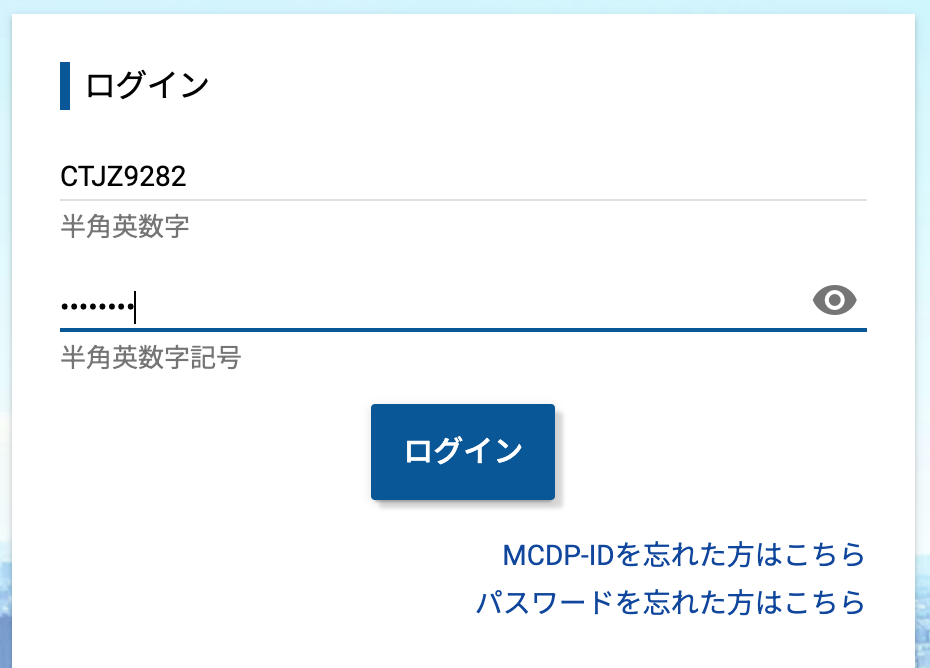 ログイン
CTJZ9282
半角英数字
••••••••
半角英数字記号
ログイン
MCDP-IDを忘れた方はこちら
パスワードを忘れた方はこちら